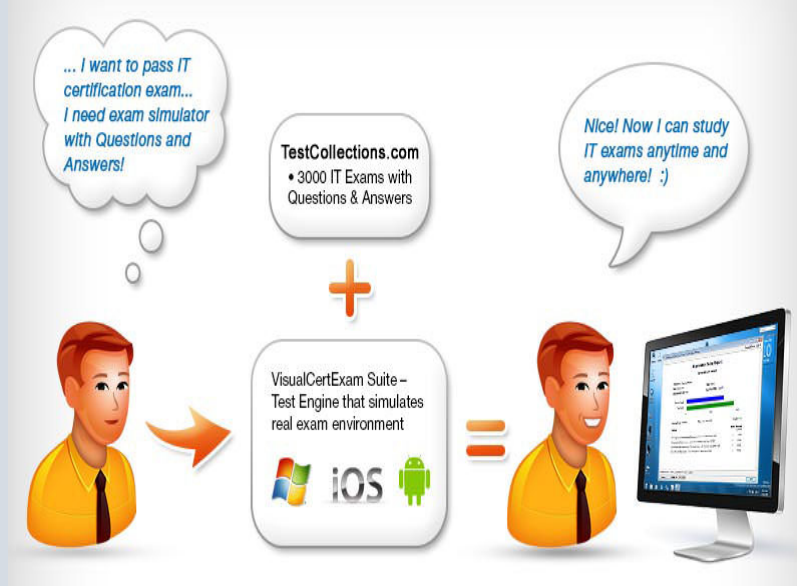 ... I want to pass IT
certification exam...
I need exam simulator
with Questions and
Answers!
TestCollections.com
• 3000 IT Exams with
Questions & Answers
VisualCertExam Suite –
Test Engine that simulates
real exam environment
iOS
Nice! Now I can study
IT exams anytime and
anywhere! :)